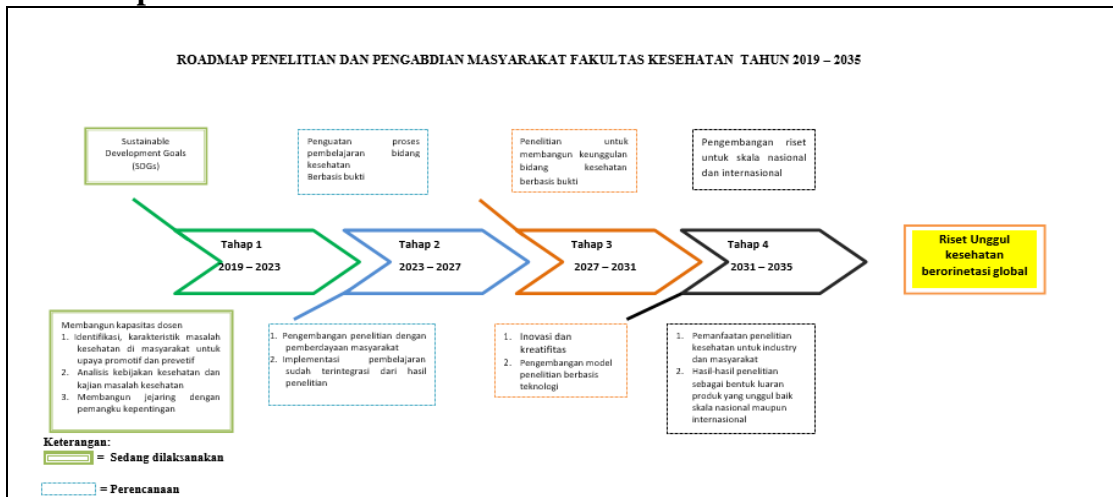 ROADMAP PENELITIAN DAN PENGABDIAN MASYARAKAT FAKULTAS KESEHATAN TAHUN 2019 – 2035
Sustainable
Development Goals
(SDGs)
Penguatan proses
pembelajaran bidang
kesehatan
Berbasis bukti
Penelitian untuk
membangun keunggulan
bidang kesehatan
berbasis bukti
Pengembangan riset
untuk skala nasional
dan internasional
Tahap 1
2019 – 2023
Tahap 2
2023 – 2027
Tahap 3
2027 – 2031
Tahap 4
2031 – 2035
Riset Unggul
kesehatan
berorinetasi global
Membangun kapasitas dosen
1. Identifikasi, karakteristik masalah
kesehatan di masyarakat untuk
upaya promotif dan prevetif
2. Analisis kebijakan kesehatan dan
kajian masalah kesehatan
3. Membangun jejaring dengan
pemangku kepentingan
1. Pengembangan penelitian dengan
pemberdayaan masyarakat
2. Implementasi pembelajaran
sudah terintegrasi dari hasil
penelitian
1. Inovasi dan
kreatifitas
2. Pengembangan model
penelitian berbasis
teknologi
1. Pemanfaatan penelitian
kesehatan untuk industry
dan masyarakat
2. Hasil-hasil penelitian
sebagai bentuk luaran
produk yang unggul baik
skala nasional maupun
internasional
Keterangan:
= Sedang dilaksanakan
= Perencanaan